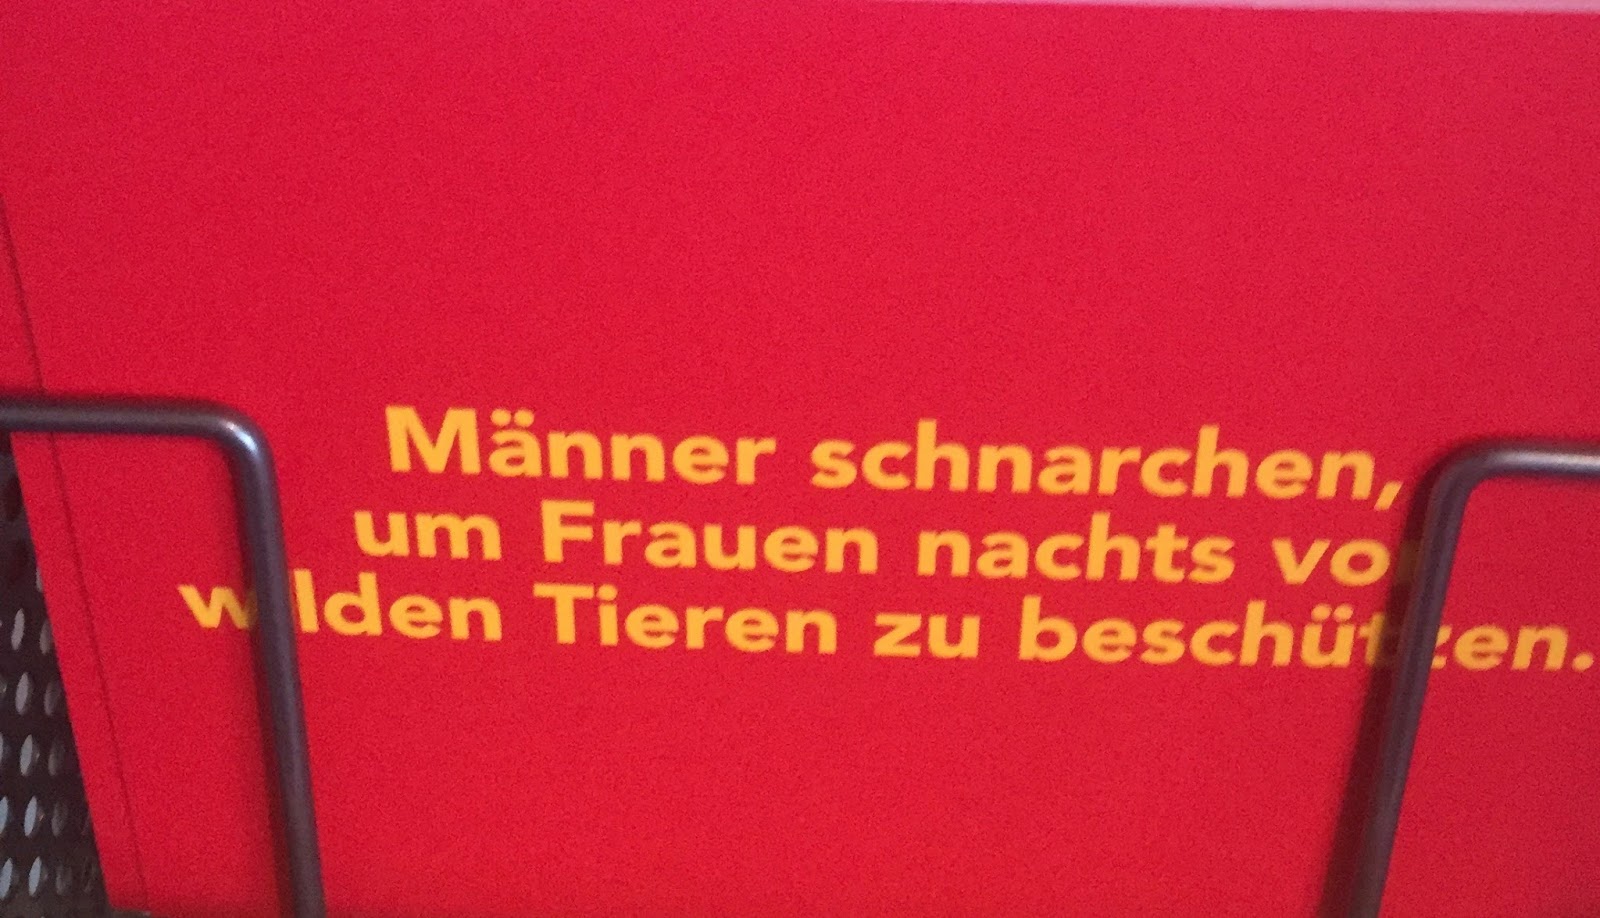 Männer schnarchen,
um Frauen nachts vor
wilden Tieren zu beschützen.